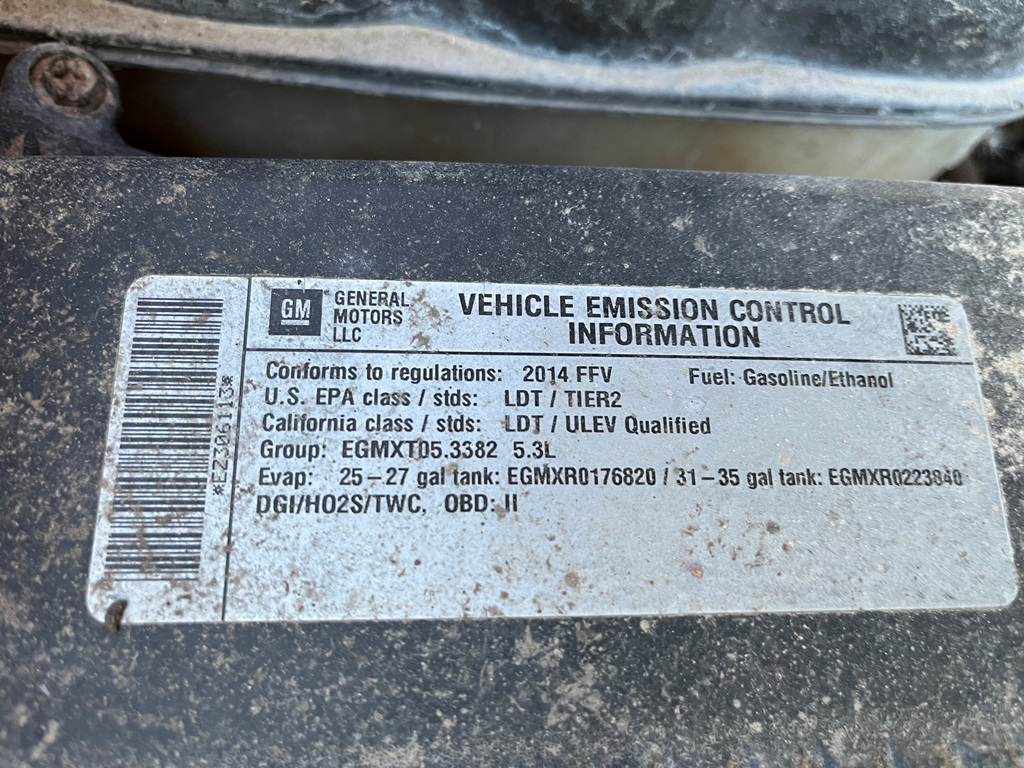 GM
GENERAL
MOTORS
LLC
VEHICLE EMISSION CONTROL
INFORMATION
Conforms to regulations: 2014 FFV Fuel: Gasoline/Ethanol
U.S. EPA class / stds: LDT / TIER2
California class / stds: LDT / ULEV Qualified
Group: EGMXT05.3382 5.3L
Evap: 25-27 gal tank: EGMXR0176820 / 31-35 gal tank: EGMXR0223840
DGI/HO2S/TWC, OBD: II
*EZ306113*